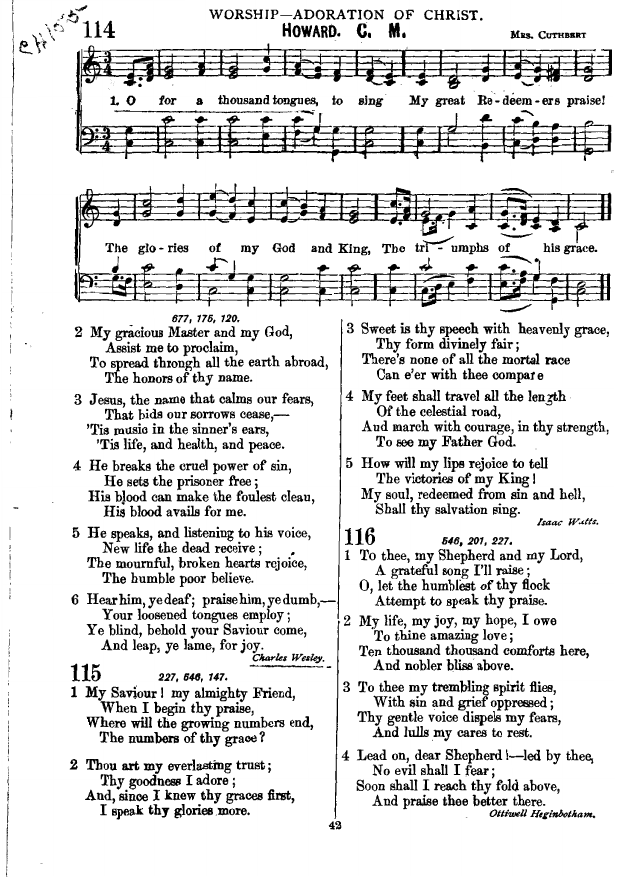 WORSHIP—ADORATION OF CHRIST.
114
HOWARD. C. M.
MRS. CUTHBERT
1. O for a thousand tongues, to sing My great Re-deem-ers praise!
The glo-ries of my God and King, The tri-umphs of his grace.
677, 175, 120.
2 My gracious Master and my God,
Assist me to proclaim,
To spread through all the earth abroad,
The honors of thy name.
3 Jesus, the name that calms our fears,
That bids our sorrows cease,—
'Tis music in the sinner's ears,
'Tis life, and health, and peace.
4 He breaks the cruel power of sin,
He sets the prisoner free;
His blood can make the foulest clean,
His blood avails for me.
5 He speaks, and listening to his voice,
New life the dead receive;
The mournful, broken hearts rejoice,
The humble poor believe.
6 Hear him, ye deaf; praise him, ye dumb,—
Your loosened tongues employ;
Ye blind, behold your Saviour come,
And leap, ye lame, for joy.
Charles Wesley.
115
227, 546, 147.
1 My Saviour! my almighty Friend,
When I begin thy praise,
Where will the growing numbers end,
The numbers of thy grace?
2 Thou art my everlasting trust;
Thy goodness I adore;
And, since I knew thy graces first,
I speak thy glories more.
3 Sweet is thy speech with heavenly grace,
Thy form divinely fair;
There's none of all the mortal race
Can e'er with thee compare
4 My feet shall travel all the length
Of the celestial road,
And march with courage, in thy strength,
To see my Father God.
5 How will my lips rejoice to tell
The victories of my King!
My soul, redeemed from sin and hell,
Shall thy salvation sing.
Isaac Watts.
116
546, 201, 227.
1 To thee, my Shepherd and my Lord,
A grateful song I'll raise;
O, let the humblest of thy flock
Attempt to speak thy praise.
2 My life, my joy, my hope, I owe
To thine amazing love;
Ten thousand thousand comforts here,
And nobler bliss above.
3 To thee my trembling spirit flies,
With sin and grief oppressed;
Thy gentle voice dispels my fears,
And lulls my cares to rest.
4 Lead on, dear Shepherd!—led by thee,
No evil shall I fear;
Soon shall I reach thy fold above,
And praise thee better there.
Ottiwell Heginbotham.
42